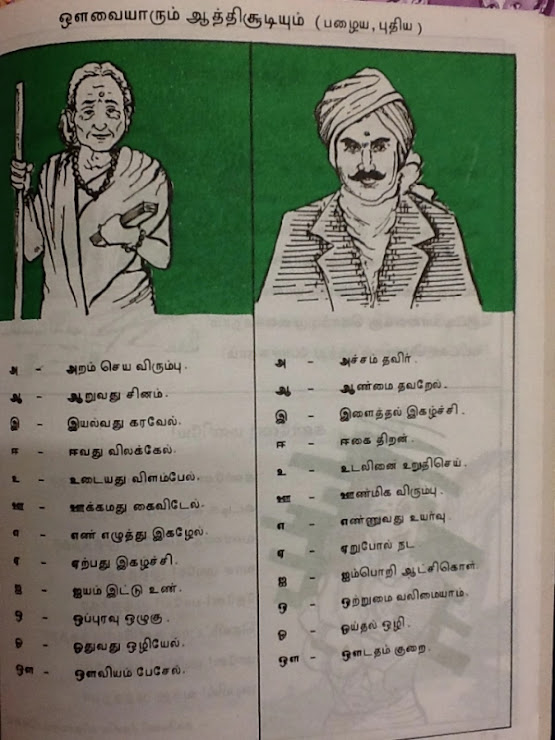 ஔவையாரும் ஆத்திசூடியும் (பழைய, புதிய)
அ - அறம் செய விரும்பு.
ஆ - ஆறுவது சினம்.
இ - இயல்வது கரவேல்.
ஈ - ஈவது விலக்கேல்.
உ - உடையது விளம்பேல்.
ஊ - ஊக்கமது கைவிடேல்.
எ - எண் எழுத்து இகழேல்.
ஏ - ஏற்பது இகழ்ச்சி.
ஐ - ஐயம் இட்டு உண்.
ஒ - ஒப்புரவு ஒழுகு.
ஓ - ஓதுவது ஒழியேல்.
ஔ - ஔவியம் பேசேல்.
அ - அச்சம் தவிர்.
ஆ - ஆண்மை தவறேல்.
இ - இளைத்தல் இகழ்ச்சி.
ஈ - ஈகை திறன்.
உ - உடலினை உறுதிசெய்.
ஊ - ஊண்மிக விரும்பு.
எ - எண்ணுவது உயர்வு.
ஏ - ஏறுபோல் நட
ஐ - ஐம்பொறி ஆட்சிகொள்.
ஒ - ஒற்றுமை வலிமையாம்.
ஓ - ஓய்தல் ஒழி.
ஔ - ஔடதம் குறை.